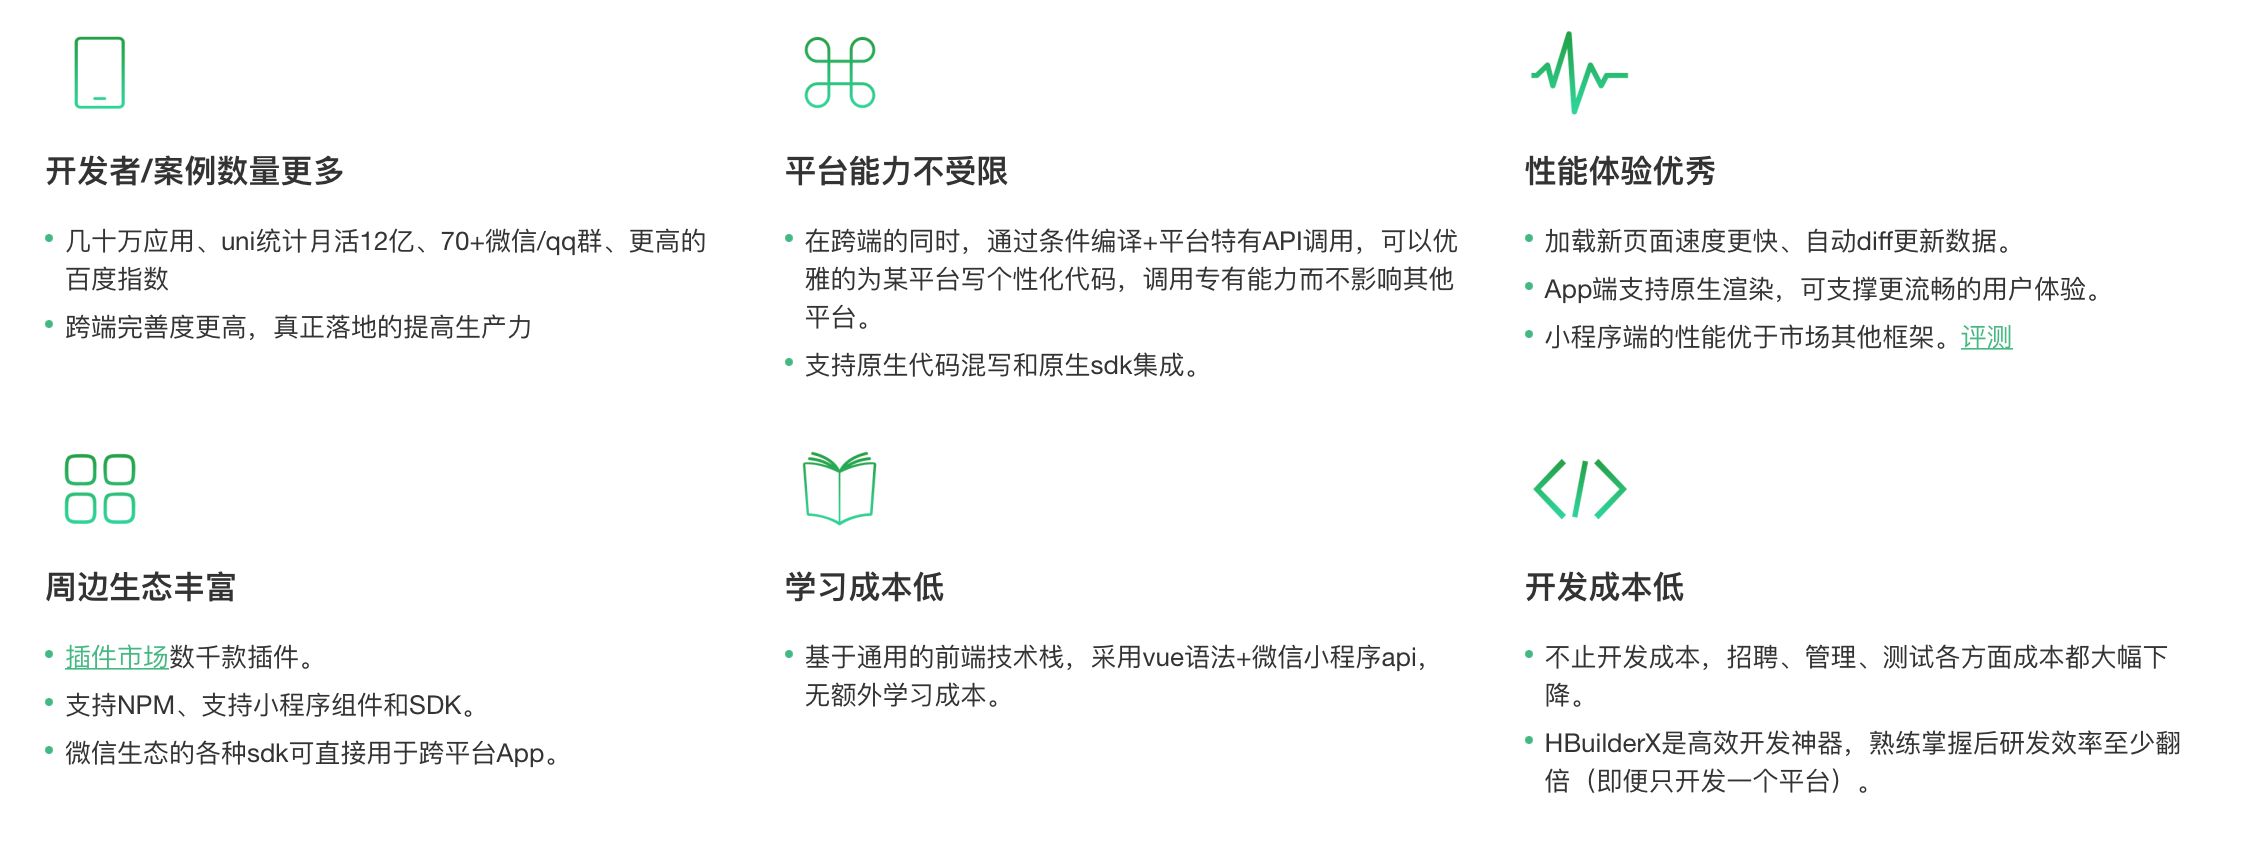 开发者/案例数量更多
几十万应用、uni统计月活12亿、70+微信/qq群、更高的
百度指数
跨端完善度更高，真正落地的提高生产力
平台能力不受限
在跨端的同时，通过条件编译+平台特有API调用，可以优
雅的为某平台写个性化代码，调用专有能力而不影响其他
平台。
支持原生代码混写和原生sdk集成。
性能体验优秀
加载新页面速度更快、自动diff更新数据。
App端支持原生渲染，可支撑更流畅的用户体验。
小程序端的性能优于市场其他框架。评测
周边生态丰富
插件市场数千款插件。
支持NPM、支持小程序组件和SDK。
微信生态的各种sdk可直接用于跨平台App。
学习成本低
基于通用的前端技术栈，采用vue语法+微信小程序api，
无额外学习成本。
开发成本低
不止开发成本，招聘、管理、测试各方面成本都大幅下
降。
HBuilderX是高效开发神器，熟练掌握后研发效率至少翻
倍（即便只开发一个平台）。